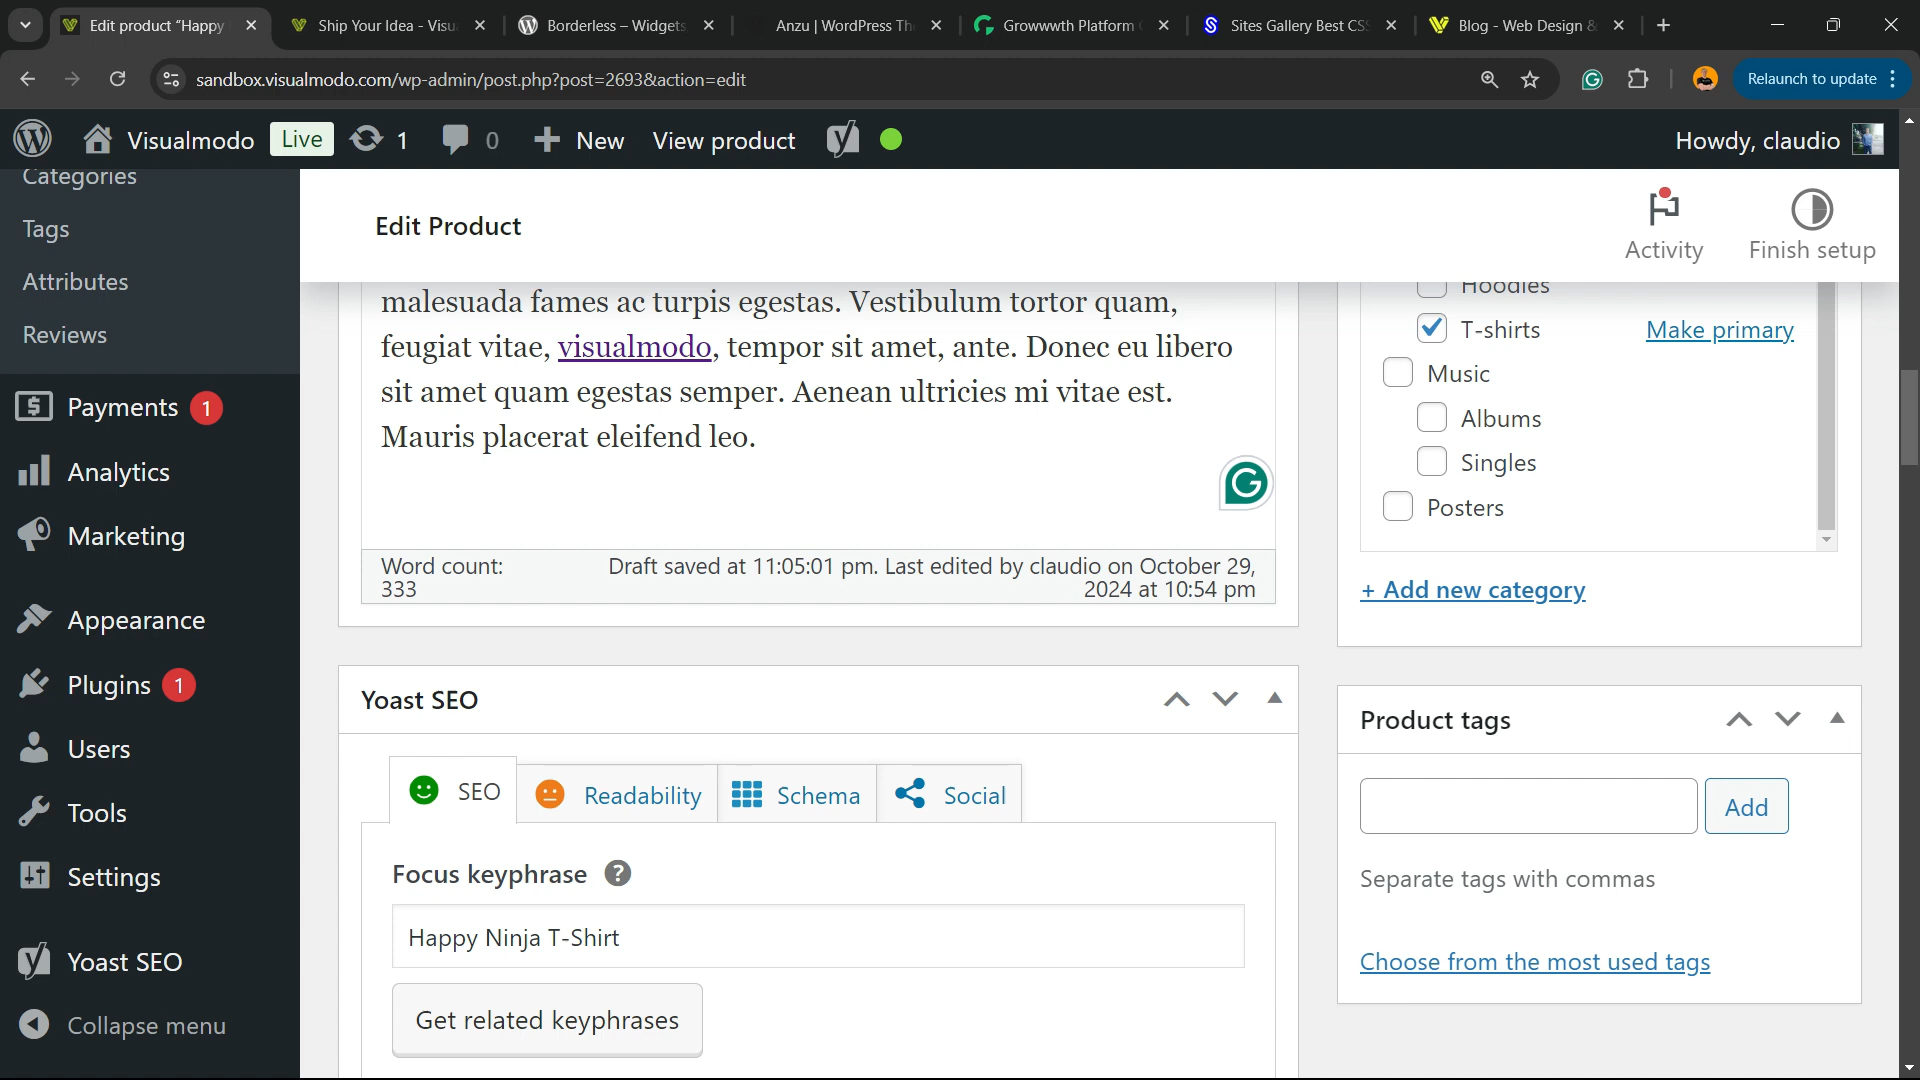 Edit product “Happy
Ship Your Idea - Visu
Borderless – Widgets
Anzu | WordPress Th
Growwwth Platform
Sites Gallery Best CSS
Blog - Web Design &
sandbox.visualmodo.com/wp-admin/post.php?post=2693&action=edit
Relaunch to update
Visualmodo
Live
1
0
New
View product
Howdy, claudio
Categories
Tags
Attributes
Reviews
Payments 1
Analytics
Marketing
Appearance
Plugins 1
Users
Tools
Settings
Yoast SEO
Collapse menu
Edit Product
Activity
Finish setup
malesuada fames ac turpis egestas. Vestibulum tortor quam,
feugiat vitae, visualmodo, tempor sit amet, ante. Donec eu libero
sit amet quam egestas semper. Aenean ultricies mi vitae est.
Mauris placerat eleifend leo.
Word count:
333
Draft saved at 11:05:01 pm. Last edited by claudio on October 29,
2024 at 10:54 pm
Yoast SEO
SEO
Readability
Schema
Social
Focus keyphrase ?
Happy Ninja T-Shirt
Get related keyphrases
Hoodies
T-shirts
Make primary
Music
Albums
Singles
Posters
+ Add new category
Product tags
Add
Separate tags with commas
Choose from the most used tags